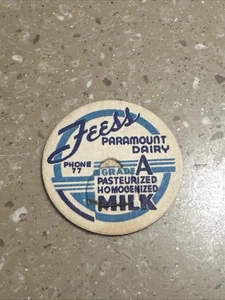 Feess
PARAMOUNT
DAIRY
PHONE
77
GRADE A
PASTEURIZED
HOMOGENIZED
MILK